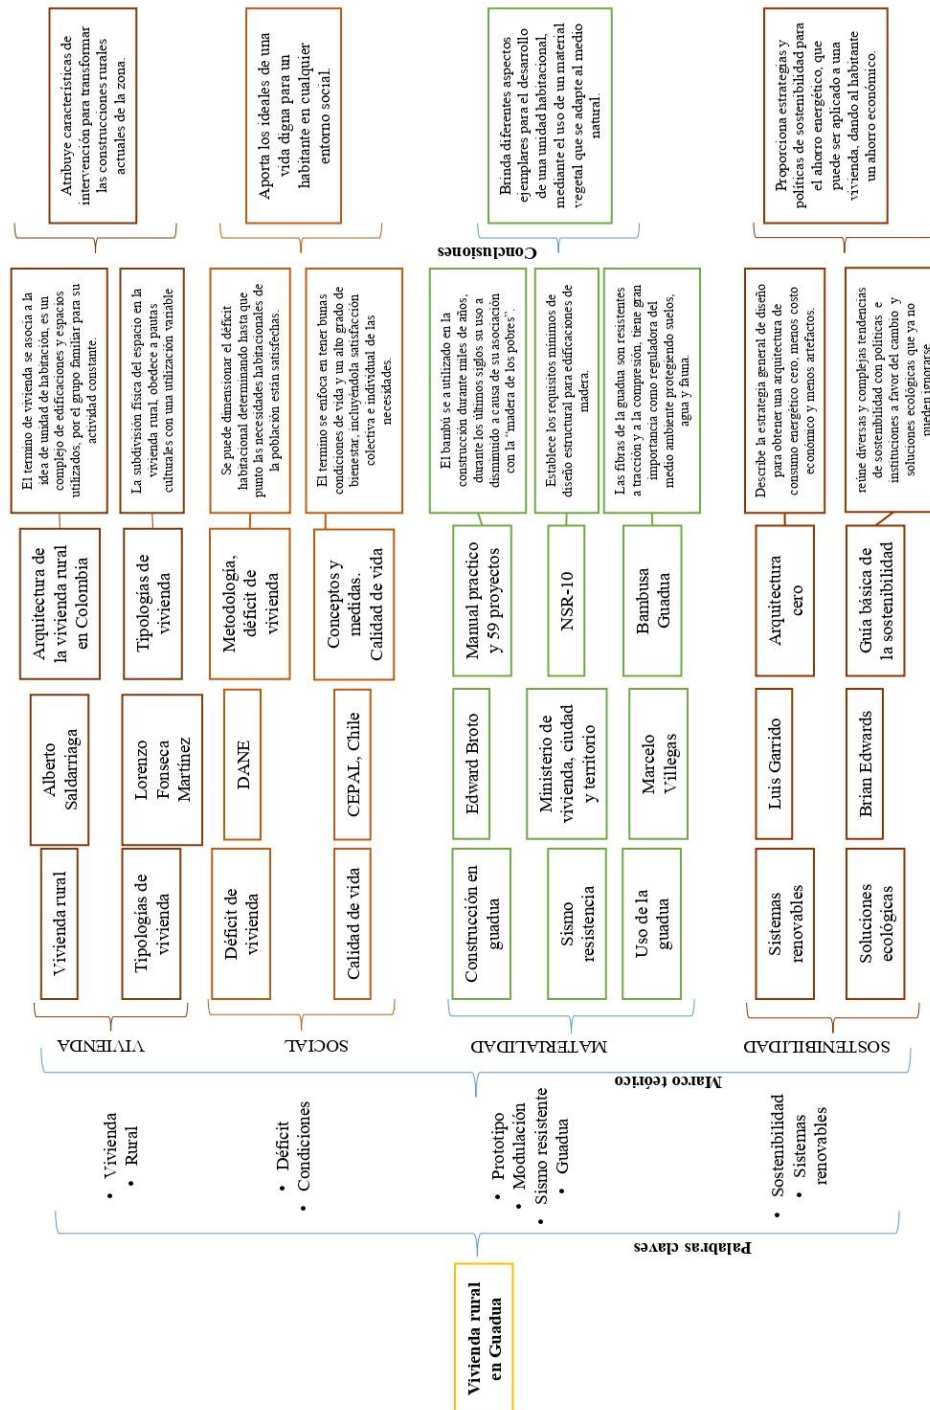 Vivienda rural
en Guadua
Palabras claves
• Vivienda
• Rural
• Déficit
• Condiciones
• Prototipo
• Modulación
• Sismo resistente
• Guadua
• Sostenibilidad
• Sistemas
renovables
Marco teórico
VIVIENDA
Vivienda rural
Alberto
Saldarriaga
Arquitectura de
la vivienda rural
en Colombia
El termino de vivienda se asocia a la
idea de unidad de habitación, es un
complejo de edificaciones y espacios
utilizados, por el grupo familiar para su
actividad constante.
Tipologías de
vivienda
Lorenzo
Fonseca
Martínez
Tipologías de
vivienda
La subdivisión física del espacio en la
vivienda rural, obedece a pautas
culturales con una utilización variable
Atribuye características de
intervención para transformar
las construcciones rurales
actuales de la zona.
SOCIAL
Déficit de
vivienda
DANE
Metodología,
déficit de
vivienda
Se puede dimensionar el déficit
habitacional determinando hasta que
punto las necesidades habitacionales de
la población están satisfechas.
Calidad de vida
CEPAL, Chile
Conceptos y
medidas.
Calidad de vida
El termino se enfoca en tener bunas
condiciones de vida y un alto grado de
bienestar, incluyéndola satisfacción
colectiva e individual de las
necesidades.
Aporta los ideales de una
vida digna para un
habitante en cualquier
entorno social.
MATERIALIDAD
Construcción en
guadua
Edward Broto
Manual practico
y 59 proyectos
El bambú se a utilizado en la
construcción durante miles de años,
durante los últimos siglos su uso a
disminuido a causa de su asociación
con la “madera de los pobres”.
Sismo
resistencia
Ministerio de
vivienda, ciudad
y territorio
NSR-10
Establece los requisitos mínimos de
diseño estructural para edificaciones de
madera.
Uso de la
guadua
Marcelo
Villegas
Bambusa
Guadua
Las fibras de la guadua son resistentes
a tracción y a la compresión, tiene gran
importancia como reguladora del
medio ambiente protegiendo suelos,
agua y fauna.
Conclusiones
Brinda diferentes aspectos
ejemplares para el desarrollo
de una unidad habitacional,
mediante el uso de un material
vegetal que se adapte al medio
natural.
SOSTENIBILIDAD
Sistemas
renovables
Luis Garrido
Arquitectura
cero
Describe la estrategia general de diseño
para obtener una arquitectura de
consumo energético cero, menos costo
económico y menos artefactos.
Soluciones
ecológicas
Brian Edwards
Guía básica de
la sostenibilidad
reúne diversas y complejas tendencias
de sostenibilidad con políticas e
instituciones a favor del cambio y
soluciones ecológicas que ya no
pueden ignorarse
Proporciona estrategias y
políticas de sostenibilidad para
el ahorro energético, que
puede ser aplicado a una
vivienda, dando al habitante
un ahorro económico.